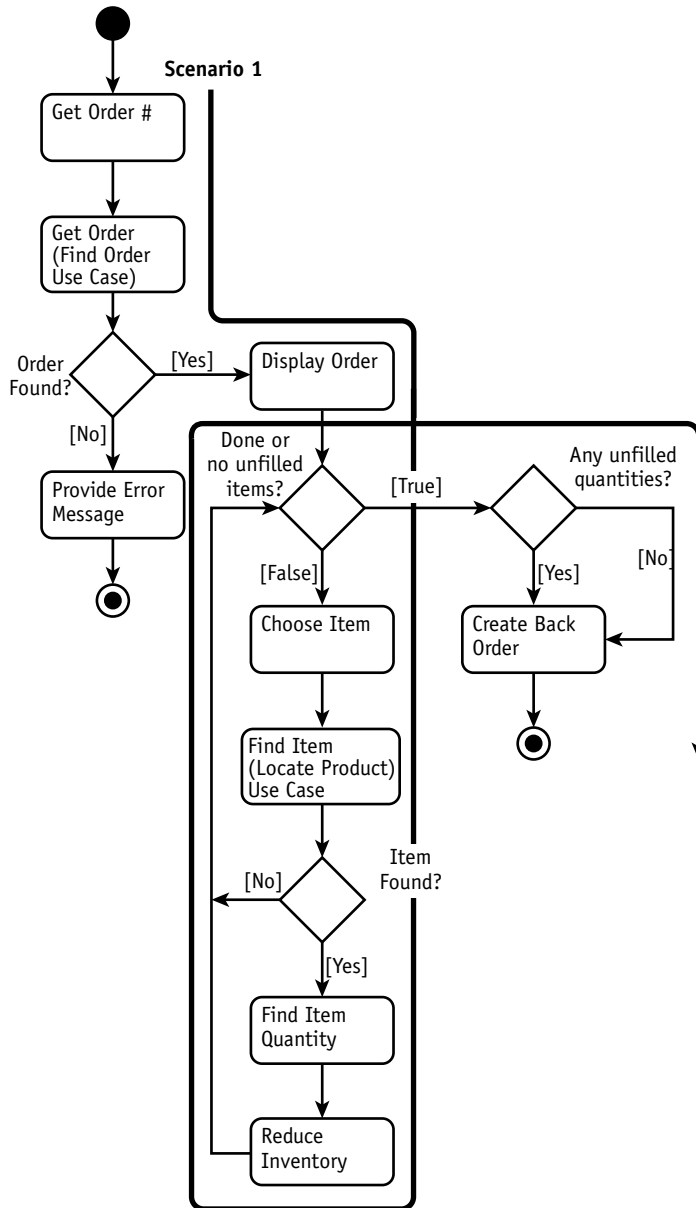 Scenario 1
Get Order #
Get Order
(Find Order
Use Case)
Order
Found?
[Yes]
Display Order
[No]
Provide Error
Message
Done or
no unfilled
items?
[True]
Any unfilled
quantities?
[False]
[Yes]
[No]
Choose Item
Create Back
Order
Find Item
(Locate Product)
Use Case
Item
Found?
[No]
[Yes]
Find Item
Quantity
Reduce
Inventory